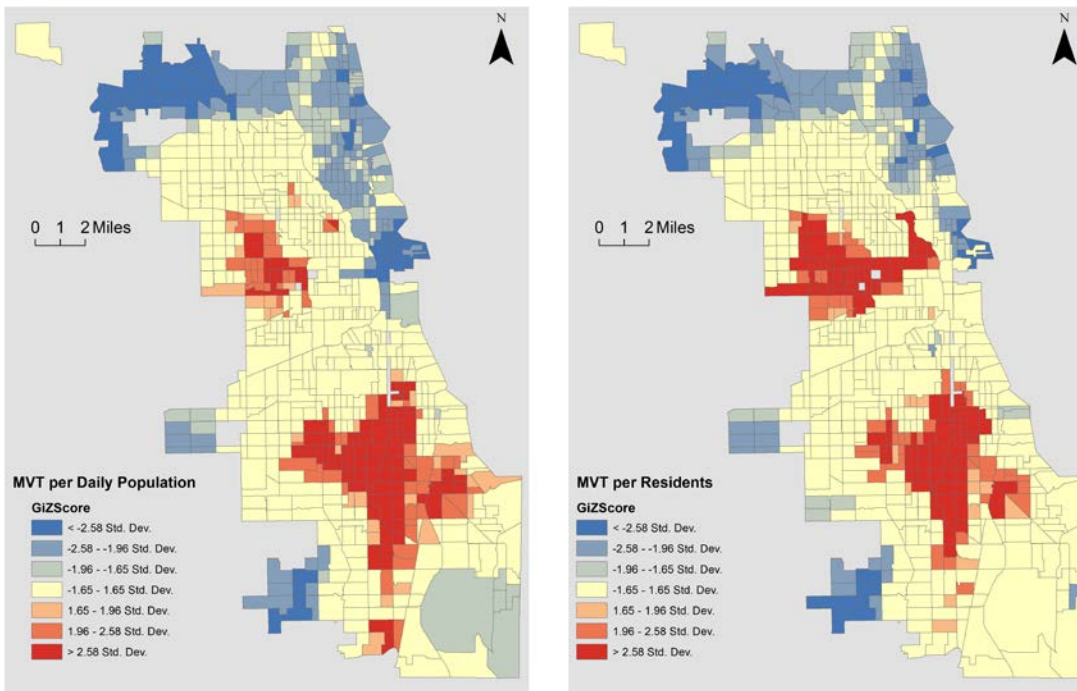 N
0 1 2 Miles
MVT per Daily Population
GiZScore
< -2.58 Std. Dev.
-2.58 - -1.96 Std. Dev.
-1.96 - -1.65 Std. Dev.
-1.65 - 1.65 Std. Dev.
1.65 - 1.96 Std. Dev.
1.96 - 2.58 Std. Dev.
> 2.58 Std. Dev.
N
0 1 2 Miles
MVT per Residents
GiZScore
< -2.58 Std. Dev.
-2.58 - -1.96 Std. Dev.
-1.96 - -1.65 Std. Dev.
-1.65 - 1.65 Std. Dev.
1.65 - 1.96 Std. Dev.
1.96 - 2.58 Std. Dev.
> 2.58 Std. Dev.